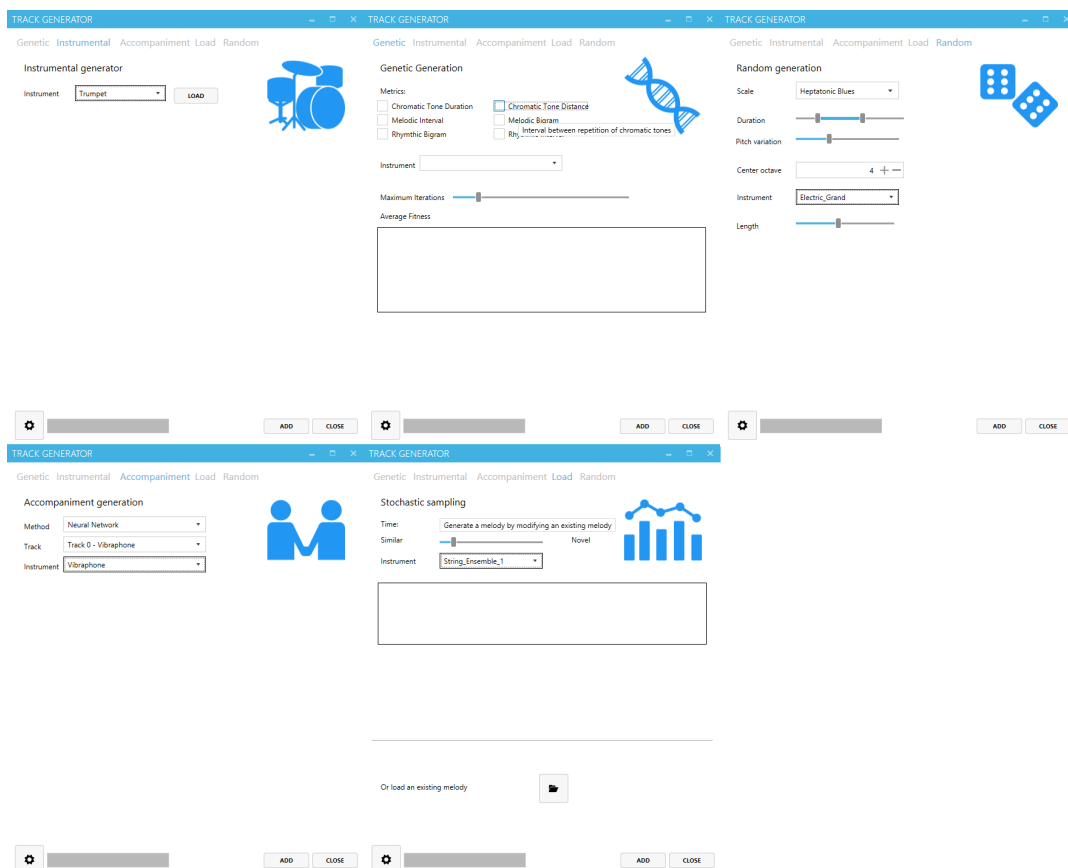 TRACK GENERATOR
Genetic Instrumental Accompaniment Load Random
Instrumental generator
Instrument Trumpet LOAD
ADD CLOSE
TRACK GENERATOR
Genetic Instrumental Accompaniment Load Random
Genetic Generation
Metrics:
Chromatic Tone Duration Chromatic Tone Distance
Melodic Interval Melodic Bigram
Rhymthic Bigram
Interval between repetition of chromatic tones
Instrument
Maximum Iterations
Average Fitness
ADD CLOSE
TRACK GENERATOR
Genetic Instrumental Accompaniment Load Random
Random generation
Scale Heptatonic Blues
Duration
Pitch variation
Center octave 4
Instrument Electric_Grand
Length
ADD CLOSE
TRACK GENERATOR
Genetic Instrumental Accompaniment Load Random
Accompaniment generation
Method Neural Network
Track Track 0 - Vibraphone
Instrument Vibraphone
ADD CLOSE
TRACK GENERATOR
Genetic Instrumental Accompaniment Load Random
Stochastic sampling
Time: Generate a melody by modifying an existing melody
Similar Novel
Instrument String_Ensemble_1
Or load an existing melody
ADD CLOSE